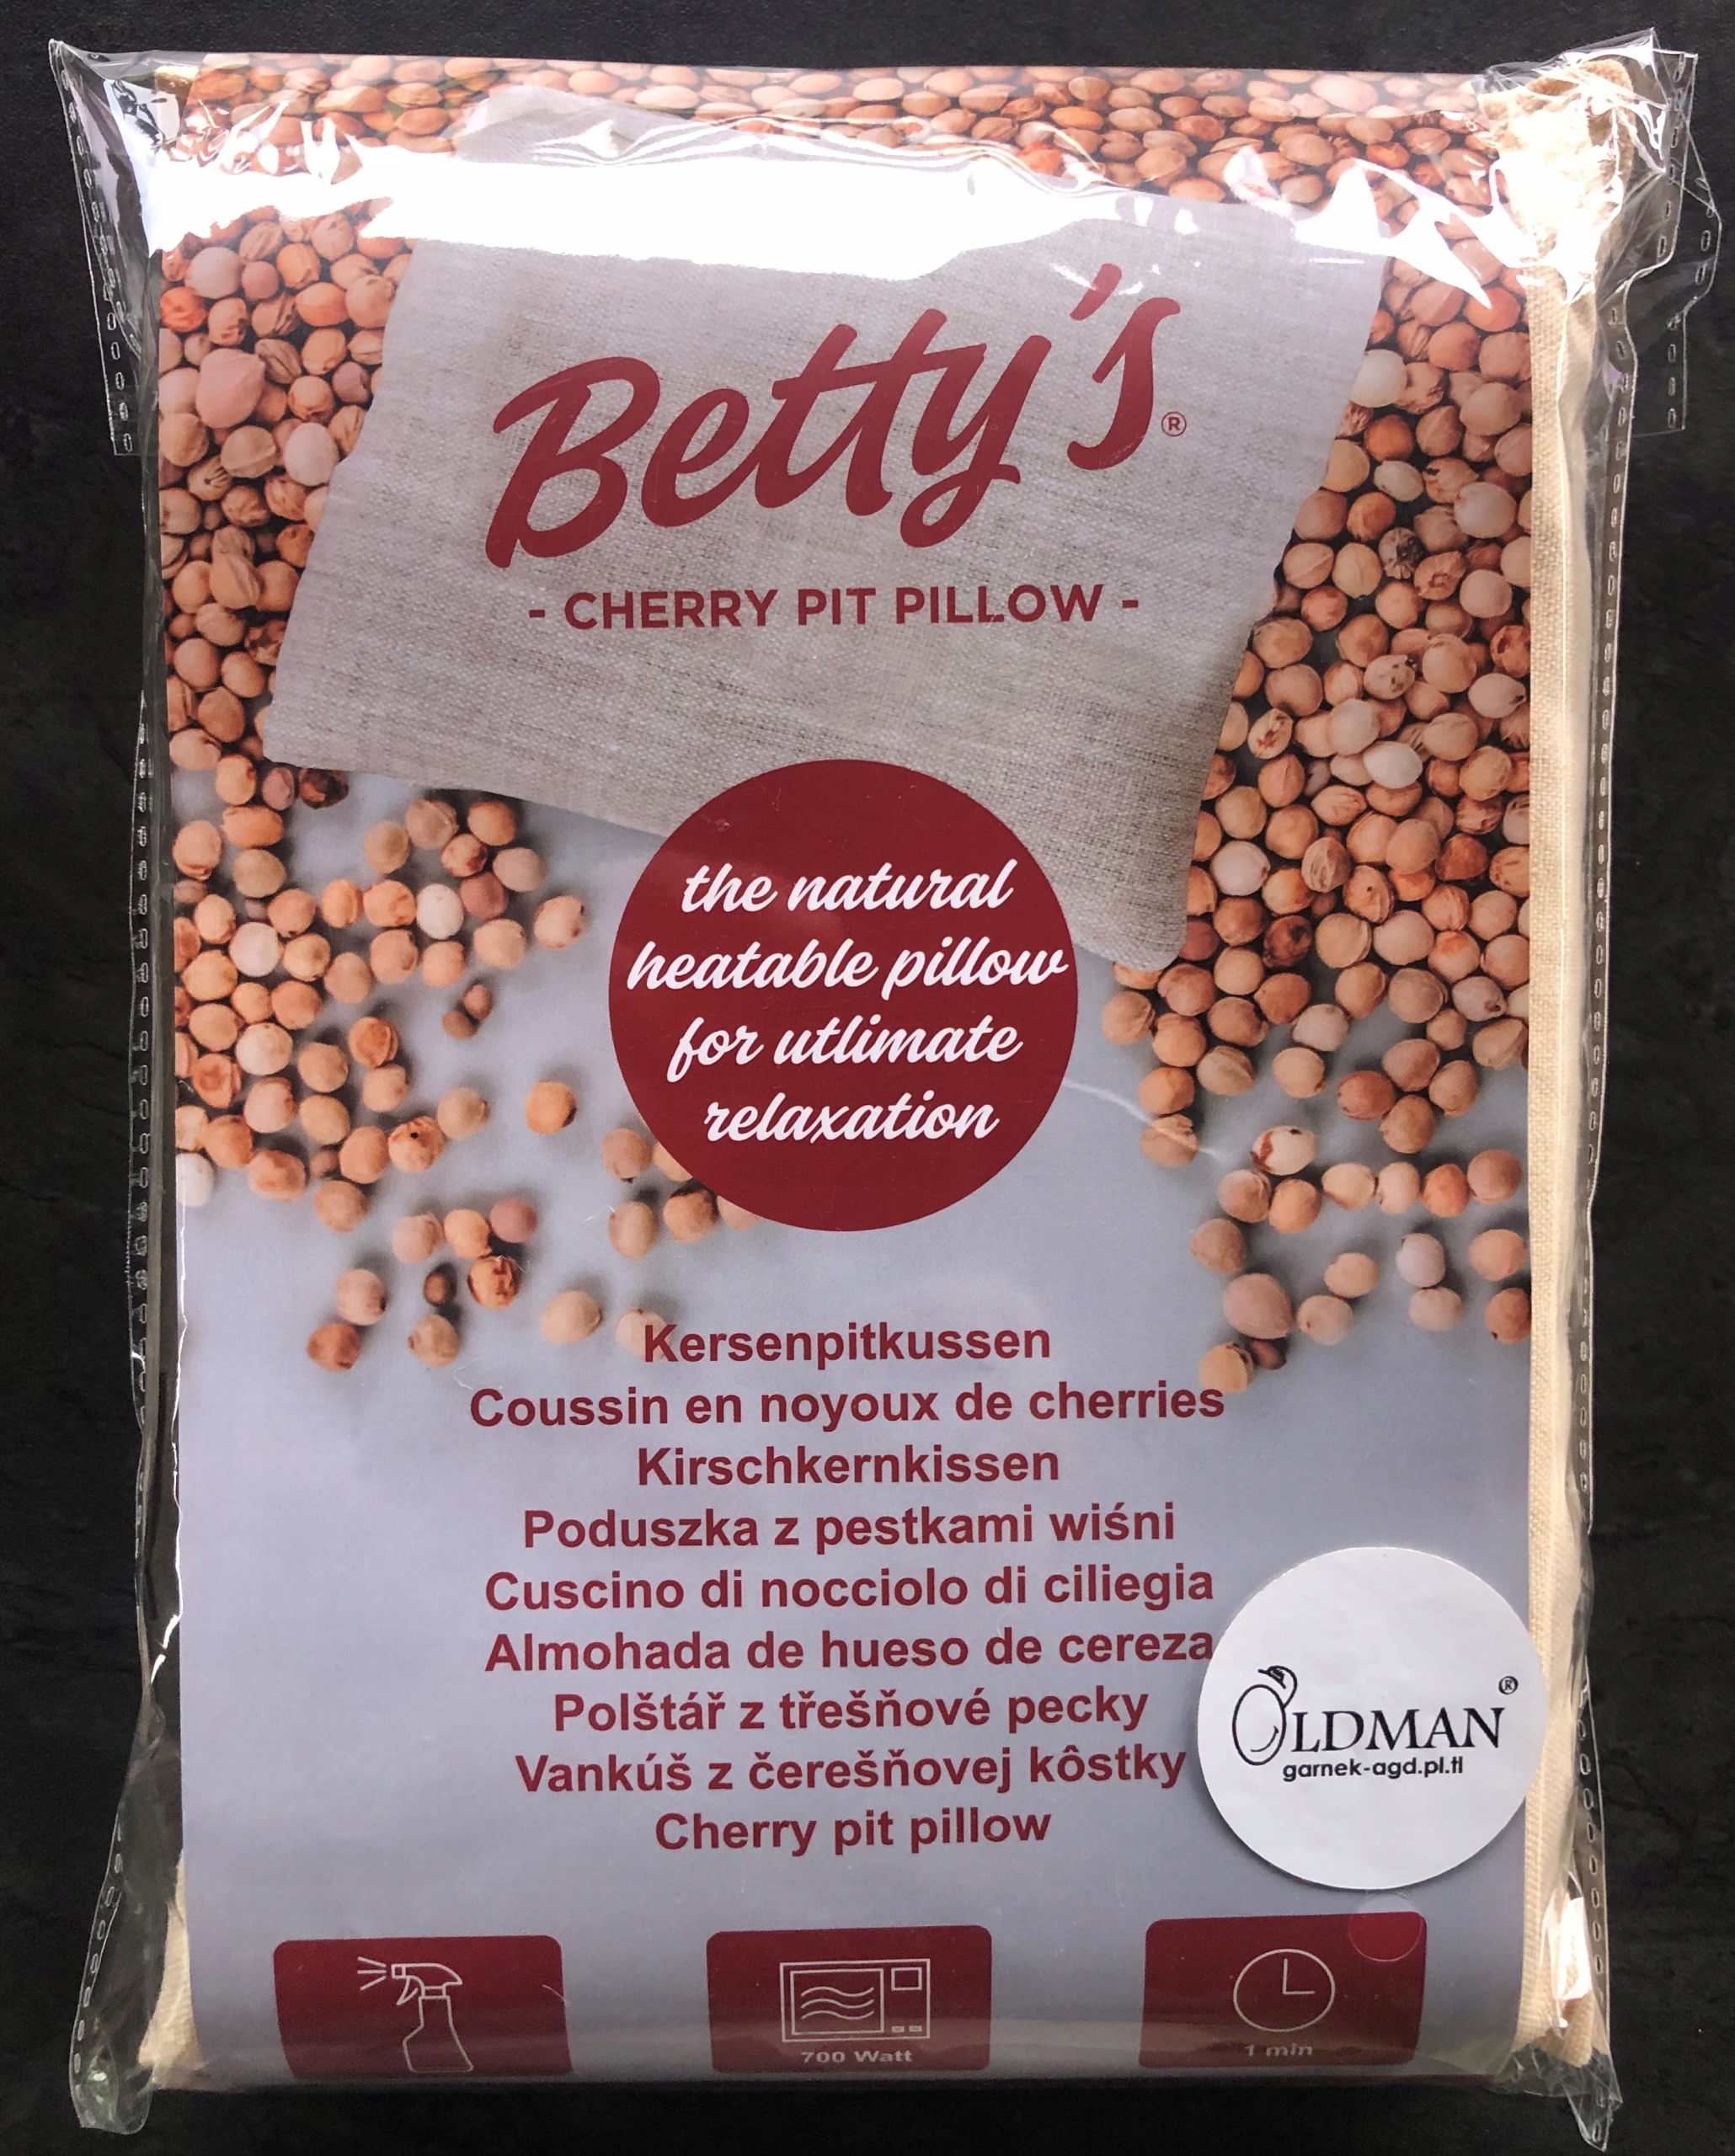 Betty's®
- CHERRY PIT PILLOW -
the natural
heatable pillow
for utlimate
relaxation
Kersenpitkussen
Coussin en noyoux de cherries
Kirschkernkissen
Poduszka z pestkami wiśni
Cuscino di nocciolo di ciliegia
Almohada de hueso de cereza
Polštář z třešňové pecky
Vankúš z čerešňovej kôstky
Cherry pit pillow
OLDMAN®
garnek-agd.pl.tl
700 Watt
1 min